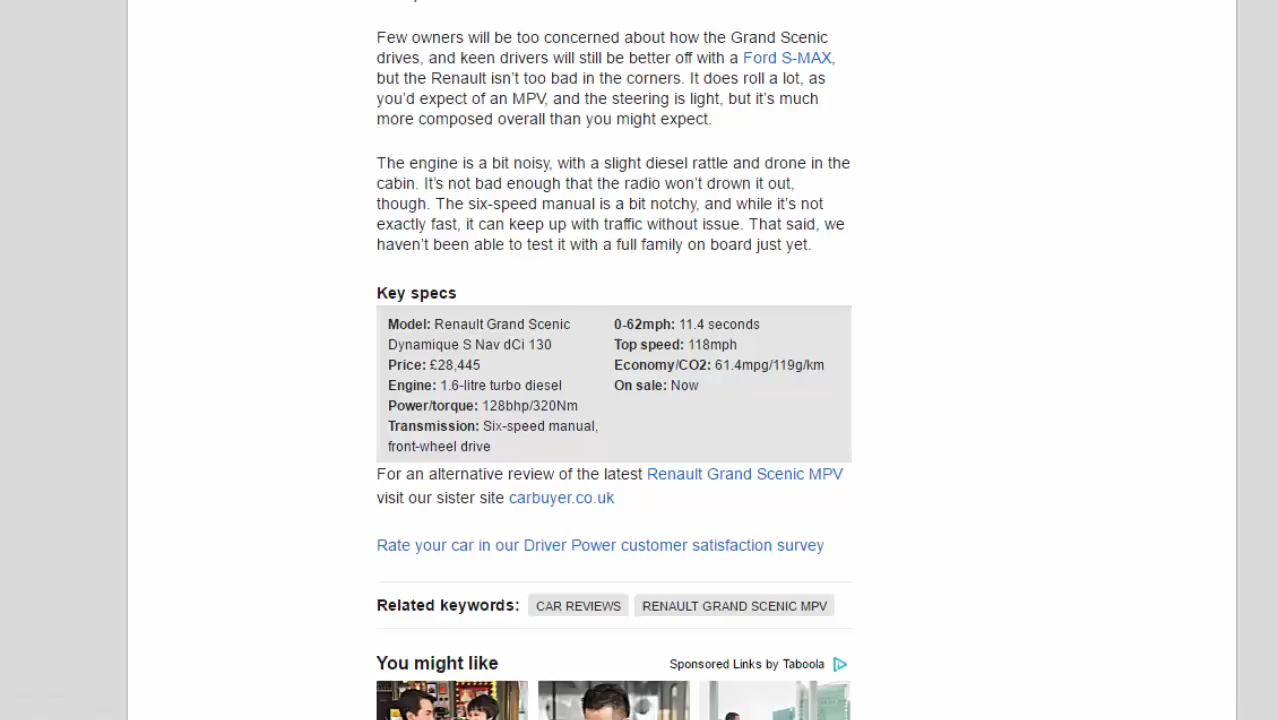 Few owners will be too concerned about how the Grand Scenic
drives, and keen drivers will still be better off with a Ford S-MAX,
but the Renault isn’t too bad in the corners. It does roll a lot, as
you’d expect of an MPV, and the steering is light, but it’s much
more composed overall than you might expect.
The engine is a bit noisy, with a slight diesel rattle and drone in the
cabin. It’s not bad enough that the radio won’t drown it out,
though. The six-speed manual is a bit notchy, and while it’s not
exactly fast, it can keep up with traffic without issue. That said, we
haven’t been able to test it with a full family on board just yet.
Key specs
Model: Renault Grand Scenic
Dynamique S Nav dCi 130
Price: £28,445
Engine: 1.6-litre turbo diesel
Power/torque: 128bhp/320Nm
Transmission: Six-speed manual,
front-wheel drive
0-62mph: 11.4 seconds
Top speed: 118mph
Economy/CO2: 61.4mpg/119g/km
On sale: Now
For an alternative review of the latest Renault Grand Scenic MPV
visit our sister site carbuyer.co.uk
Rate your car in our Driver Power customer satisfaction survey
Related keywords: CAR REVIEWS RENAULT GRAND SCENIC MPV
You might like
Sponsored Links by Taboola